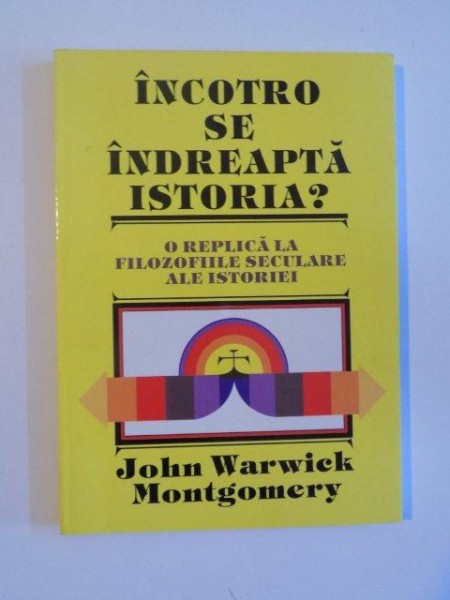 ÎNCOTRO
SE
ÎNDREAPTĂ
ISTORIA?
O REPLICĂ LA
FILOZOFIILE SECULARE
ALE ISTORIEI
John Warwick
Montgomery